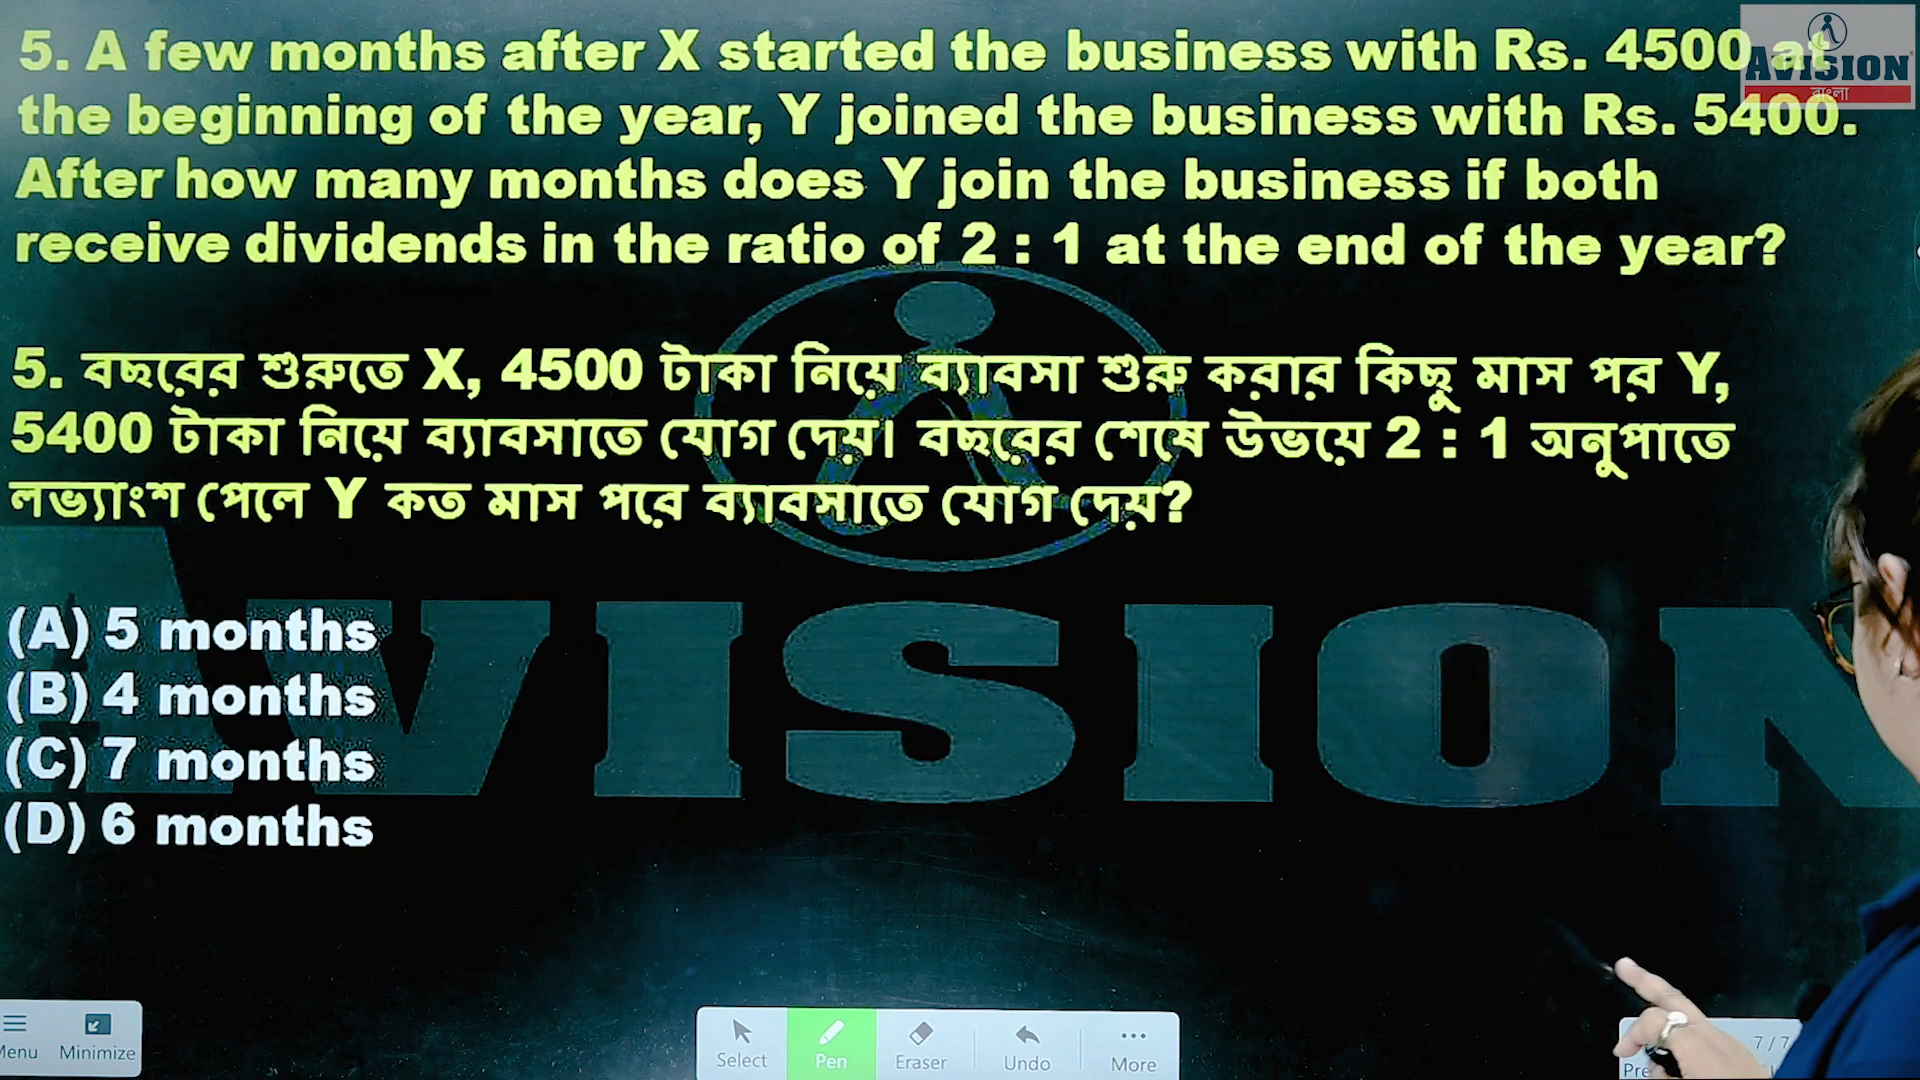 5. A few months after X started the business with Rs. 4500 at
the beginning of the year, Y joined the business with Rs. 5400.
After how many months does Y join the business if both
receive dividends in the ratio of 2 : 1 at the end of the year?
5. বছরের শুরুতে X, 4500 টাকা নিয়ে ব্যাবসা শুরু করার কিছু মাস পর Y,
5400 টাকা নিয়ে ব্যাবসাতে যোগ দেয়। বছরের শেষে উভয়ে 2 : 1 অনুপাতে
লভ্যাংশ পেলে Y কত মাস পরে ব্যাবসাতে যোগ দেয়?
(A) 5 months
(B) 4 months
(C) 7 months
(D) 6 months
AVISION
বাংলা
AVISION
Menu Minimize
Select Pen Eraser Undo More
7/7